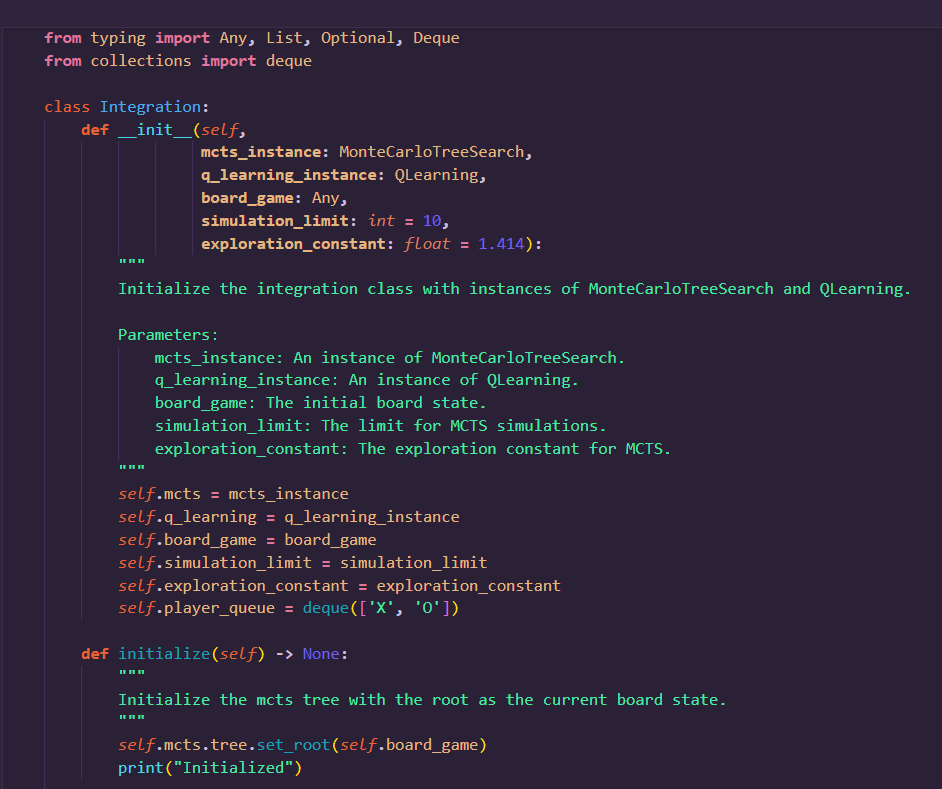 from typing import Any, List, Optional, Deque
from collections import deque

class Integration:
    def __init__(self,
                 mcts_instance: MonteCarloTreeSearch,
                 q_learning_instance: QLearning,
                 board_game: Any,
                 simulation_limit: int = 10,
                 exploration_constant: float = 1.414):
        """
        Initialize the integration class with instances of MonteCarloTreeSearch and QLearning.

        Parameters:
            mcts_instance: An instance of MonteCarloTreeSearch.
            q_learning_instance: An instance of QLearning.
            board_game: The initial board state.
            simulation_limit: The limit for MCTS simulations.
            exploration_constant: The exploration constant for MCTS.
        """
        self.mcts = mcts_instance
        self.q_learning = q_learning_instance
        self.board_game = board_game
        self.simulation_limit = simulation_limit
        self.exploration_constant = exploration_constant
        self.player_queue = deque(['X', 'O'])

    def initialize(self) -> None:
        """
        Initialize the mcts tree with the root as the current board state.
        """
        self.mcts.tree.set_root(self.board_game)
        print("Initialized")